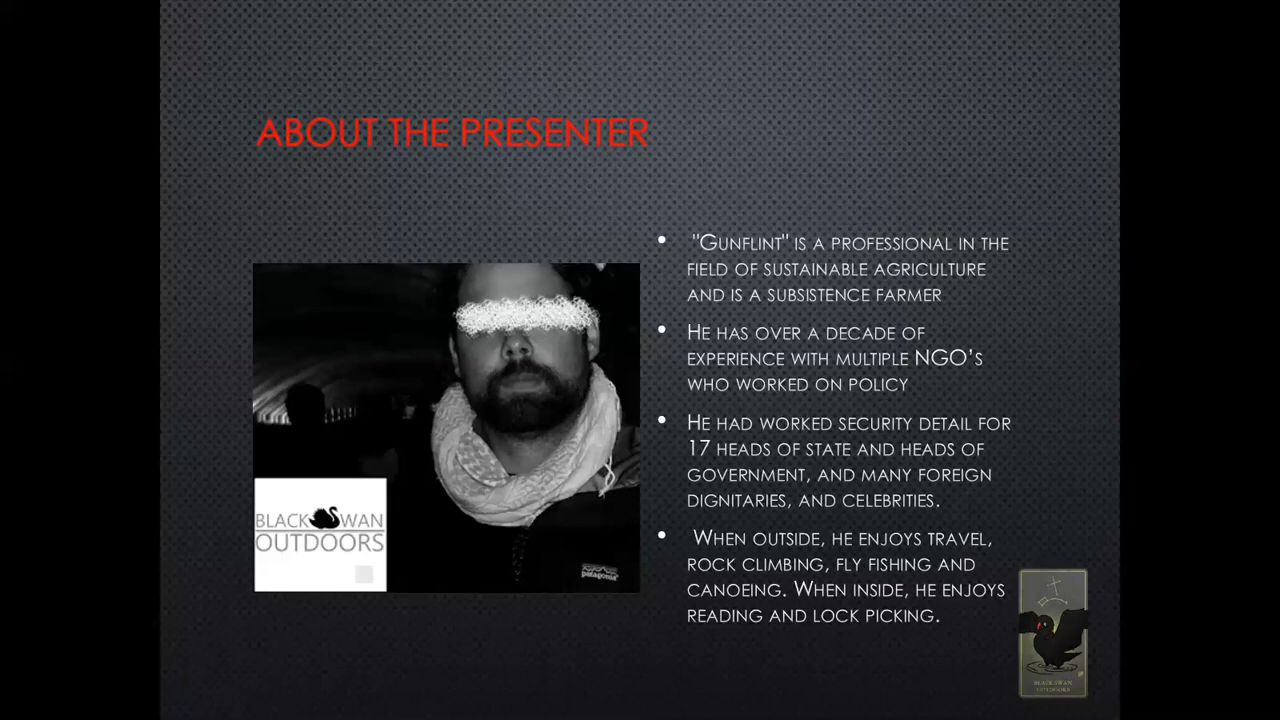 ABOUT THE PRESENTER
• "GUNFLINT" IS A PROFESSIONAL IN THE
FIELD OF SUSTAINABLE AGRICULTURE
AND IS A SUBSISTENCE FARMER
• HE HAS OVER A DECADE OF
EXPERIENCE WITH MULTIPLE NGO'S
WHO WORKED ON POLICY
• HE HAD WORKED SECURITY DETAIL FOR
17 HEADS OF STATE AND HEADS OF
GOVERNMENT, AND MANY FOREIGN
DIGNITARIES, AND CELEBRITIES.
• WHEN OUTSIDE, HE ENJOYS TRAVEL,
ROCK CLIMBING, FLY FISHING AND
CANOEING. WHEN INSIDE, HE ENJOYS
READING AND LOCK PICKING.
BLACK SWAN
OUTDOORS
patagonia
BLACK SWAN
OUTDOORS